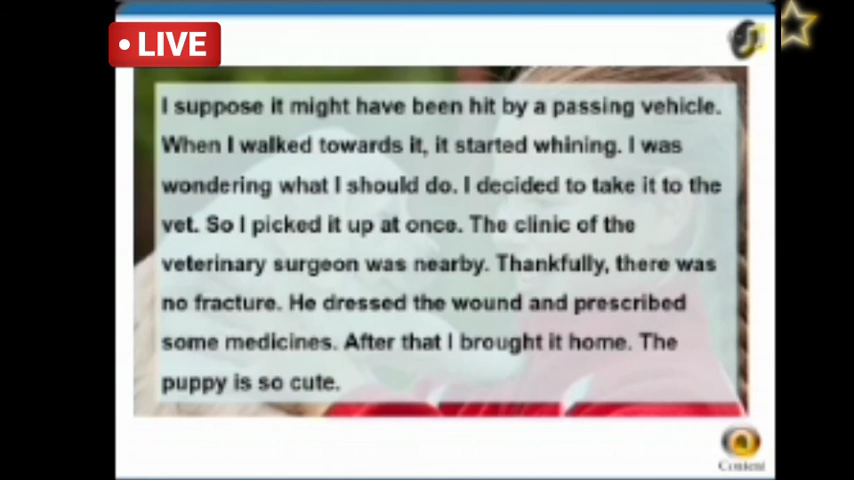 • LIVE
I suppose it might have been hit by a passing vehicle.
When I walked towards it, it started whining. I was
wondering what I should do. I decided to take it to the
vet. So I picked it up at once. The clinic of the
veterinary surgeon was nearby. Thankfully, there was
no fracture. He dressed the wound and prescribed
some medicines. After that I brought it home. The
puppy is so cute.
Content